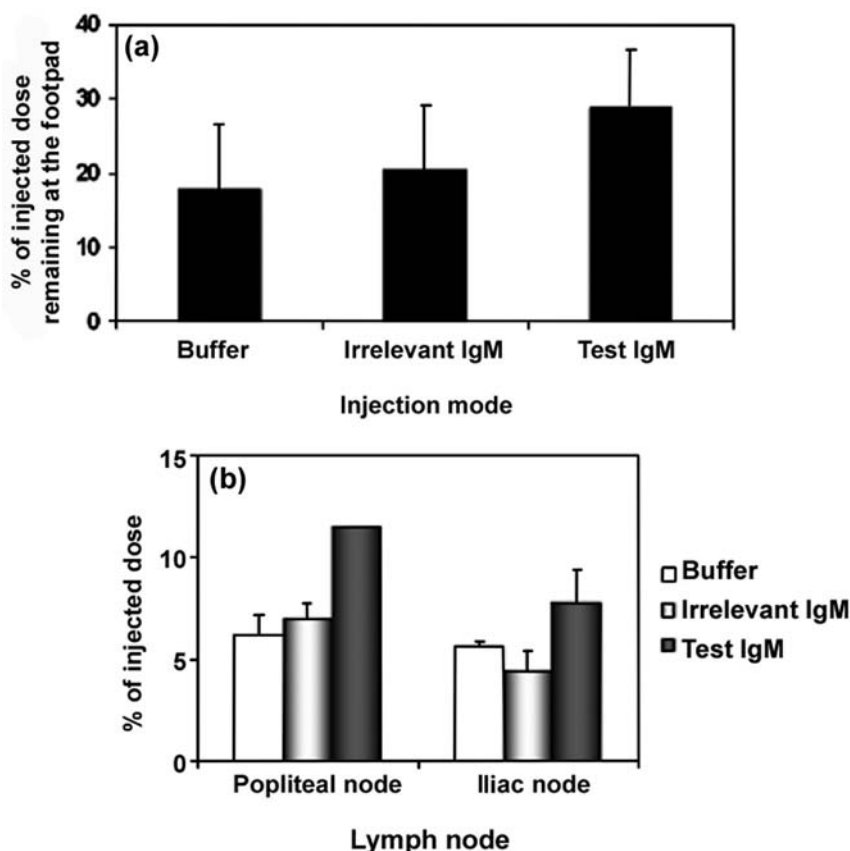 (a)
% of injected dose
remaining at the footpad
40
30
20
10
0
Buffer Irrelevant IgM Test IgM
Injection mode
(b)
% of injected dose
15
10
5
0
Popliteal node Iliac node
Lymph node
Buffer
Irrelevant IgM
Test IgM